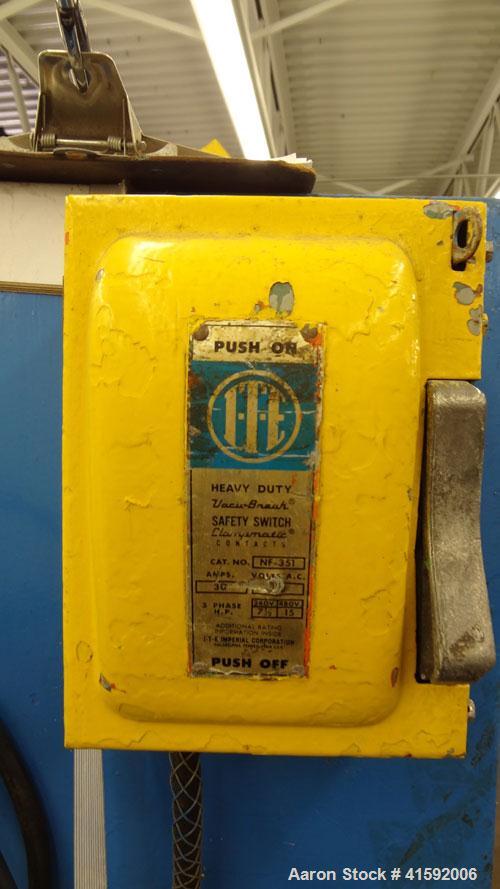 PUSH ON
I-T-E
HEAVY DUTY
Vacu-Break®
SAFETY SWITCH
Clampmatic®
CONTACTS
CAT. NO. NF-351
AMPS. VOLTS A.C.
30
3 PHASE 240V 480V
H.P. 7½ 15
ADDITIONAL RATING
INFORMATION INSIDE
I-T-E IMPERIAL CORPORATION
PUSH OFF
Aaron Stock # 41592006